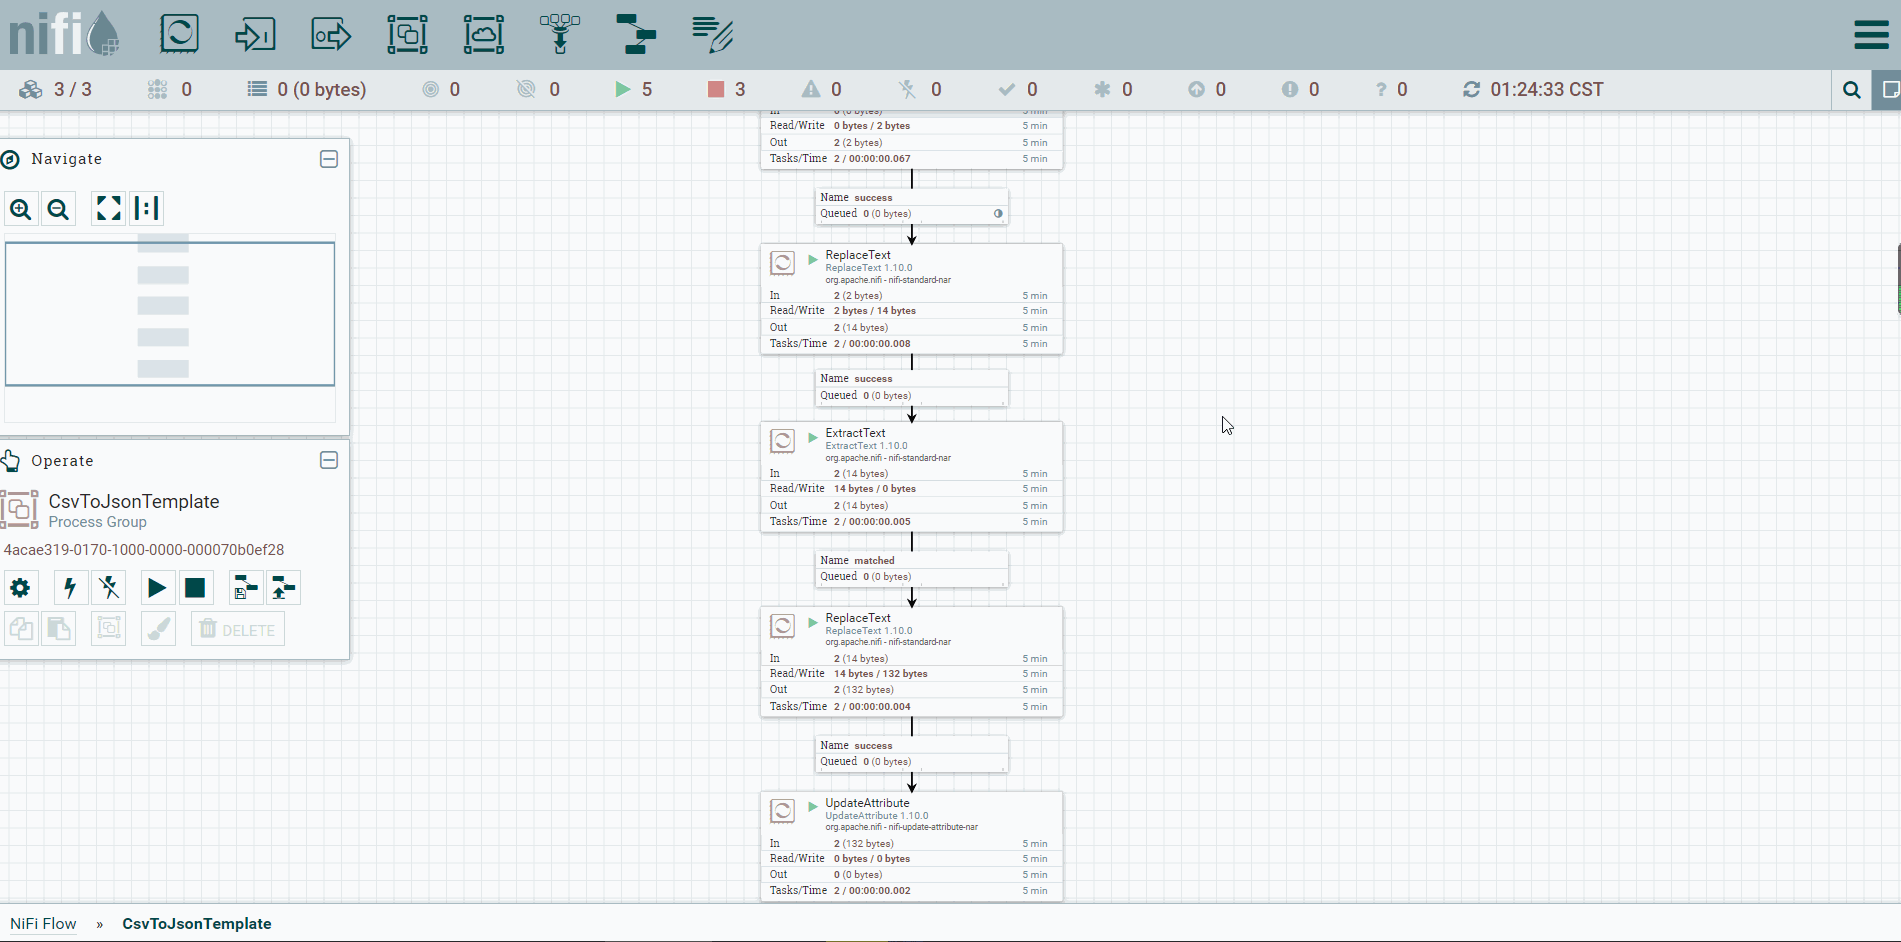 nifi
3 / 3 0 0 (0 bytes) 0 0 5 3 0 0 0 0 0 0 ? 0 01:24:33 CST
Navigate
Operate
CsvToJsonTemplate
Process Group
4acae319-0170-1000-0000-000070b0ef28
DELETE
In 0 (0 bytes) 5 min
Read/Write 0 bytes / 2 bytes 5 min
Out 2 (2 bytes) 5 min
Tasks/Time 2 / 00:00:00.067 5 min
Name success
Queued 0 (0 bytes)
ReplaceText
ReplaceText 1.10.0
org.apache.nifi - nifi-standard-nar
In 2 (2 bytes) 5 min
Read/Write 2 bytes / 14 bytes 5 min
Out 2 (14 bytes) 5 min
Tasks/Time 2 / 00:00:00.008 5 min
Name success
Queued 0 (0 bytes)
ExtractText
ExtractText 1.10.0
org.apache.nifi - nifi-standard-nar
In 2 (14 bytes) 5 min
Read/Write 14 bytes / 0 bytes 5 min
Out 2 (14 bytes) 5 min
Tasks/Time 2 / 00:00:00.005 5 min
Name matched
Queued 0 (0 bytes)
ReplaceText
ReplaceText 1.10.0
org.apache.nifi - nifi-standard-nar
In 2 (14 bytes) 5 min
Read/Write 14 bytes / 132 bytes 5 min
Out 2 (132 bytes) 5 min
Tasks/Time 2 / 00:00:00.004 5 min
Name success
Queued 0 (0 bytes)
UpdateAttribute
UpdateAttribute 1.10.0
org.apache.nifi - nifi-update-attribute-nar
In 2 (132 bytes) 5 min
Read/Write 0 bytes / 0 bytes 5 min
Out 0 (0 bytes) 5 min
Tasks/Time 2 / 00:00:00.002 5 min
NiFi Flow » CsvToJsonTemplate